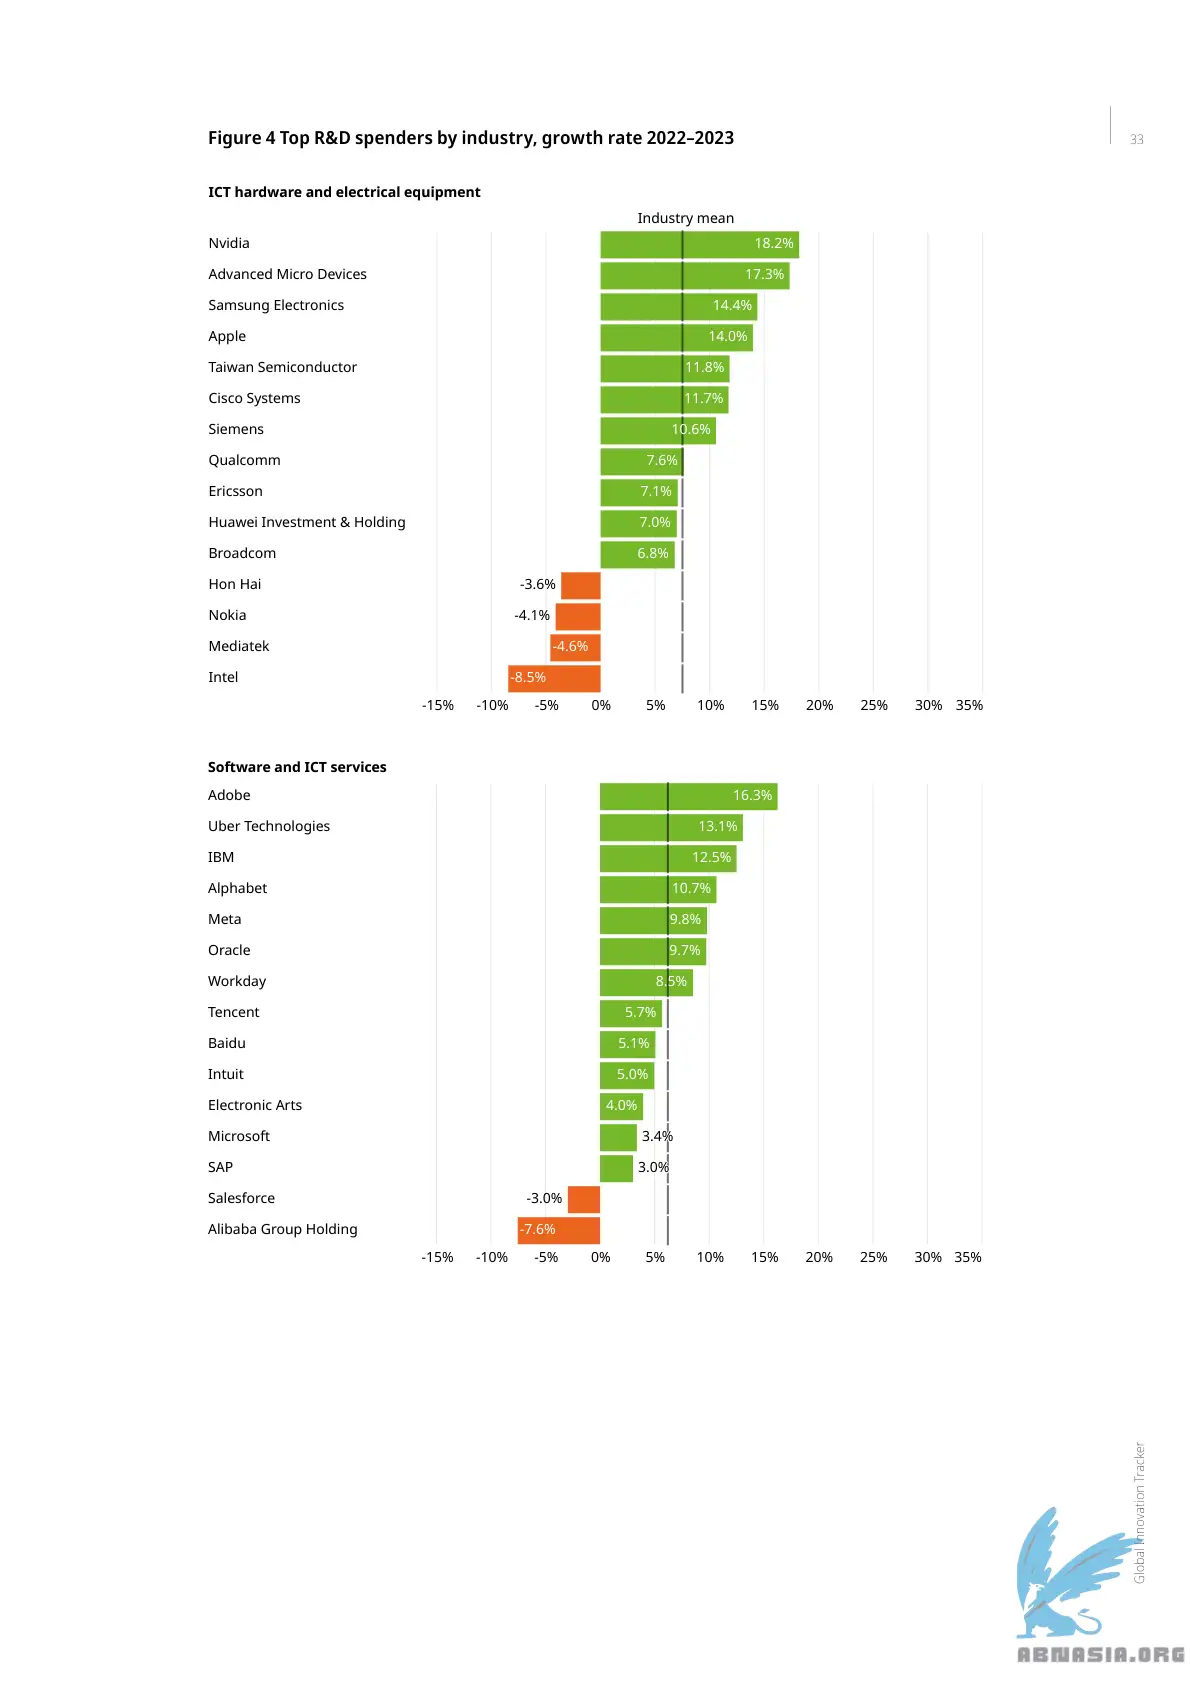 Figure 4 Top R&D spenders by industry, growth rate 2022–2023
33
ICT hardware and electrical equipment
Industry mean
Nvidia 18.2%
Advanced Micro Devices 17.3%
Samsung Electronics 14.4%
Apple 14.0%
Taiwan Semiconductor 11.8%
Cisco Systems 11.7%
Siemens 10.6%
Qualcomm 7.6%
Ericsson 7.1%
Huawei Investment & Holding 7.0%
Broadcom 6.8%
Hon Hai -3.6%
Nokia -4.1%
Mediatek -4.6%
Intel -8.5%
-15% -10% -5% 0% 5% 10% 15% 20% 25% 30% 35%
Software and ICT services
Adobe 16.3%
Uber Technologies 13.1%
IBM 12.5%
Alphabet 10.7%
Meta 9.8%
Oracle 9.7%
Workday 8.5%
Tencent 5.7%
Baidu 5.1%
Intuit 5.0%
Electronic Arts 4.0%
Microsoft 3.4%
SAP 3.0%
Salesforce -3.0%
Alibaba Group Holding -7.6%
-15% -10% -5% 0% 5% 10% 15% 20% 25% 30% 35%
Global Innovation Tracker
ABNASIA.ORG